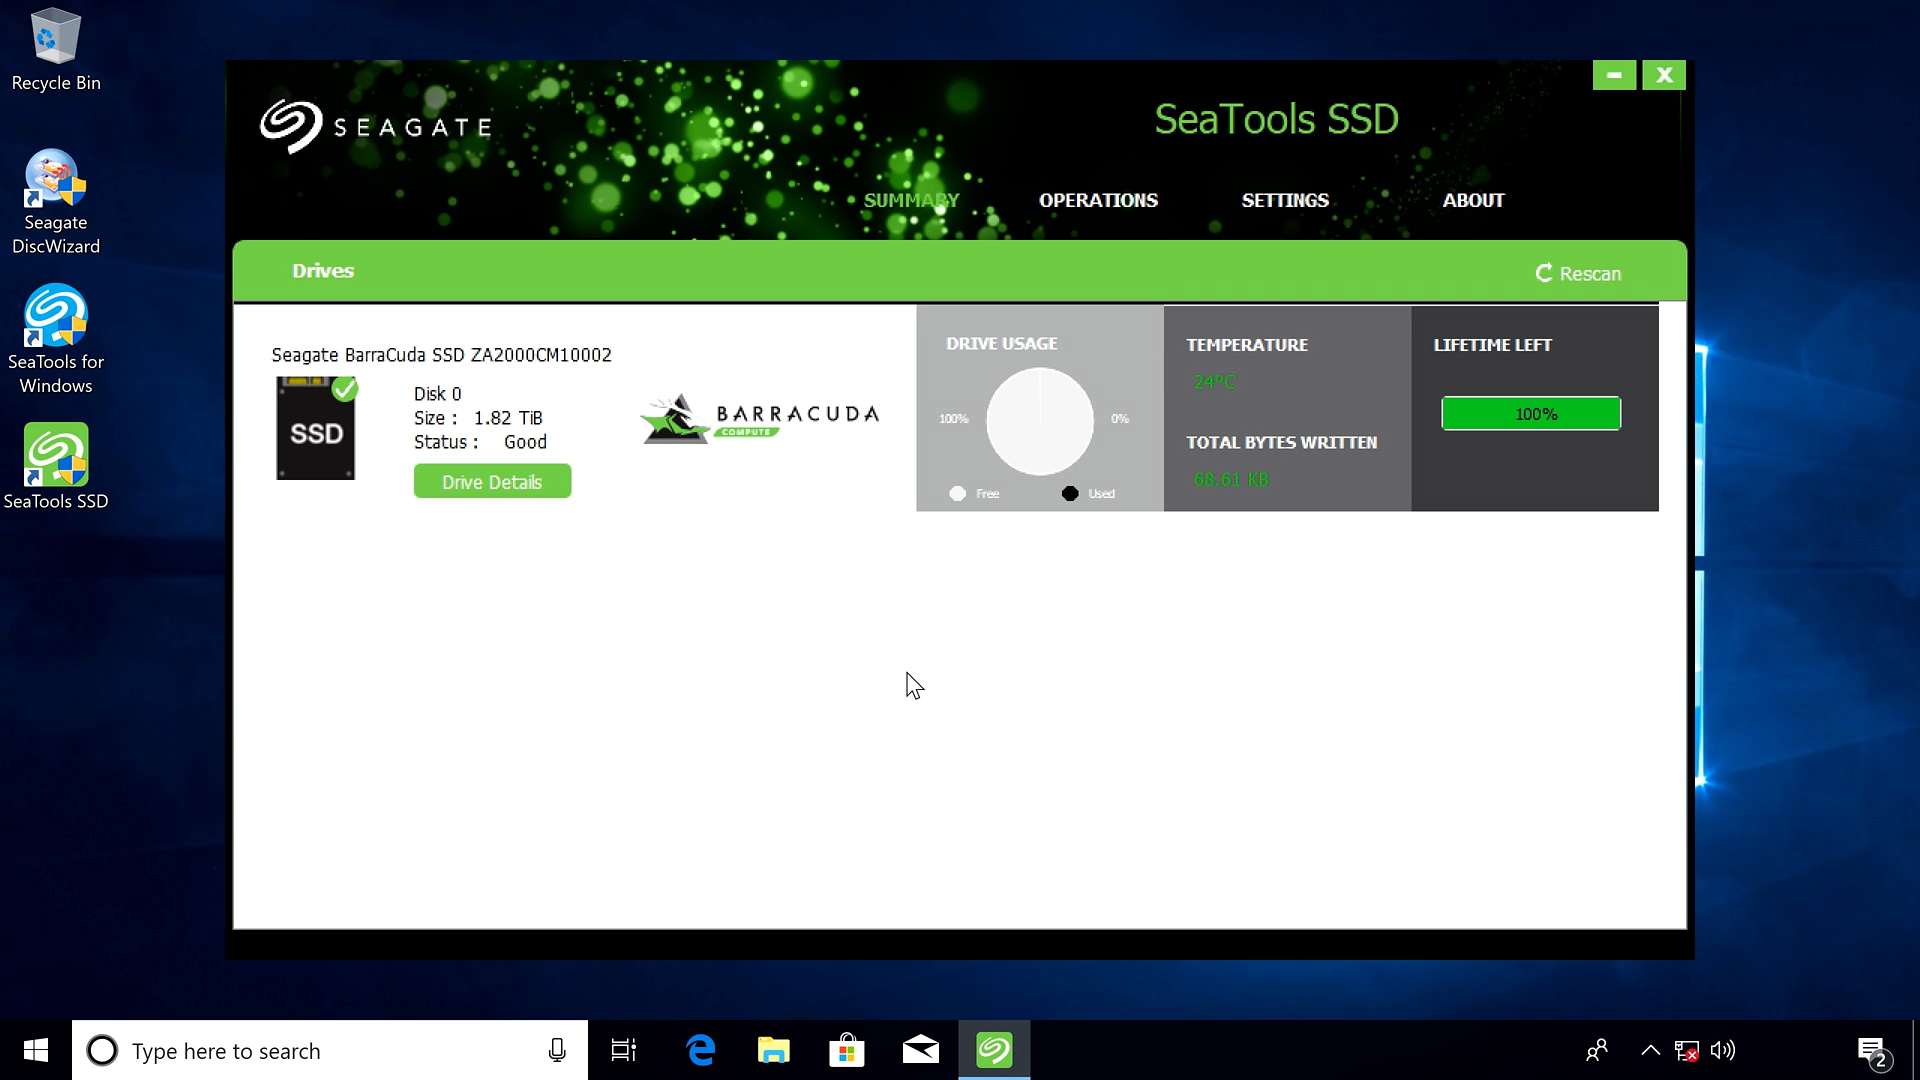 Recycle Bin
Seagate
DiscWizard
SeaTools for
Windows
SeaTools SSD
SEAGATE
SeaTools SSD
SUMMARY
OPERATIONS
SETTINGS
ABOUT
Drives
Rescan
Seagate BarraCuda SSD ZA2000CM10002
SSD
Disk 0
Size : 1.82 TiB
Status : Good
Drive Details
BARRACUDA
COMPUTE
DRIVE USAGE
100%
0%
Free
Used
TEMPERATURE
24°C
TOTAL BYTES WRITTEN
68.61 KB
LIFETIME LEFT
100%
Type here to search
2